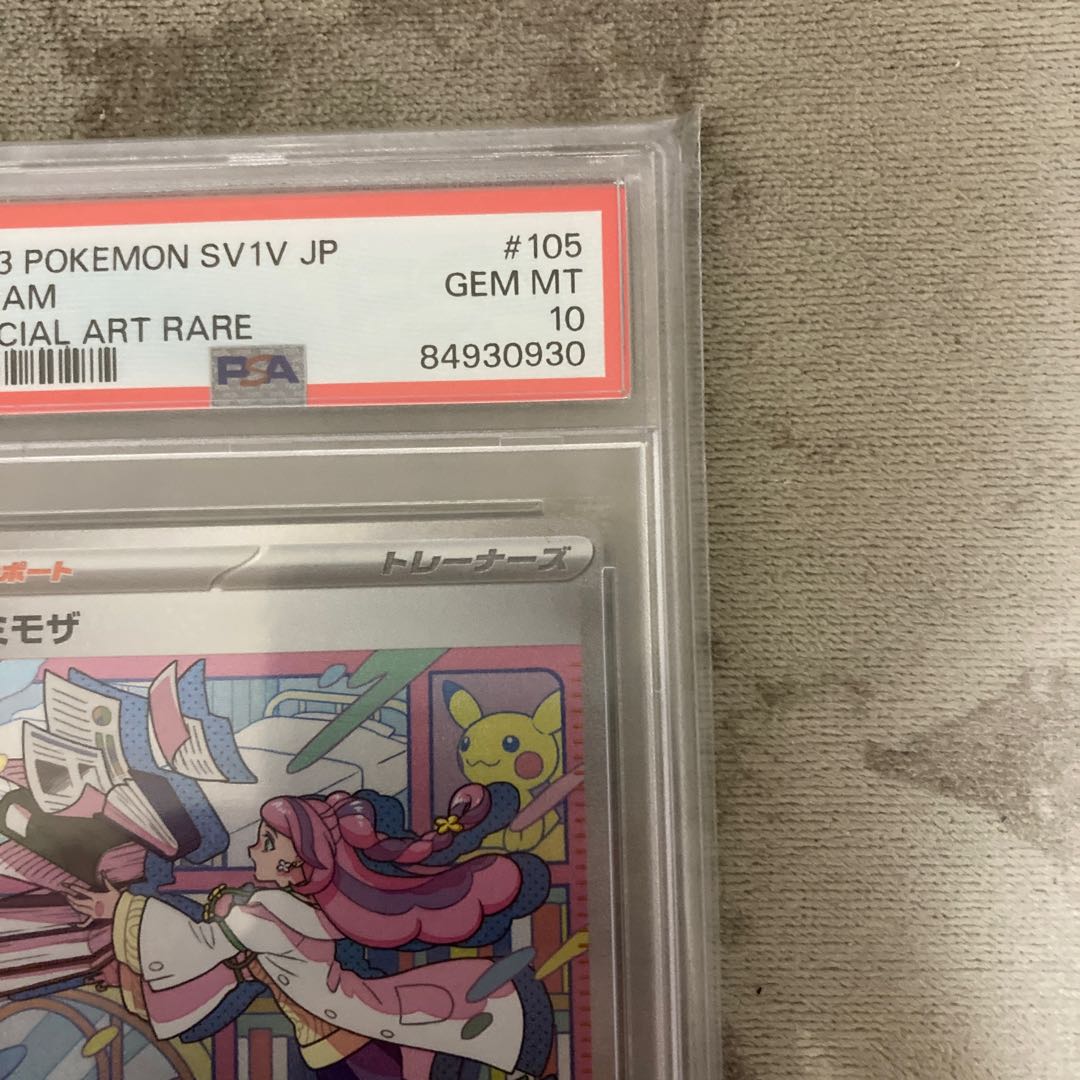 3 POKEMON SV1V JP #105
AM GEM MT
CIAL ART RARE 10
PSA 84930930
ポート トレーナーズ
ミモザ